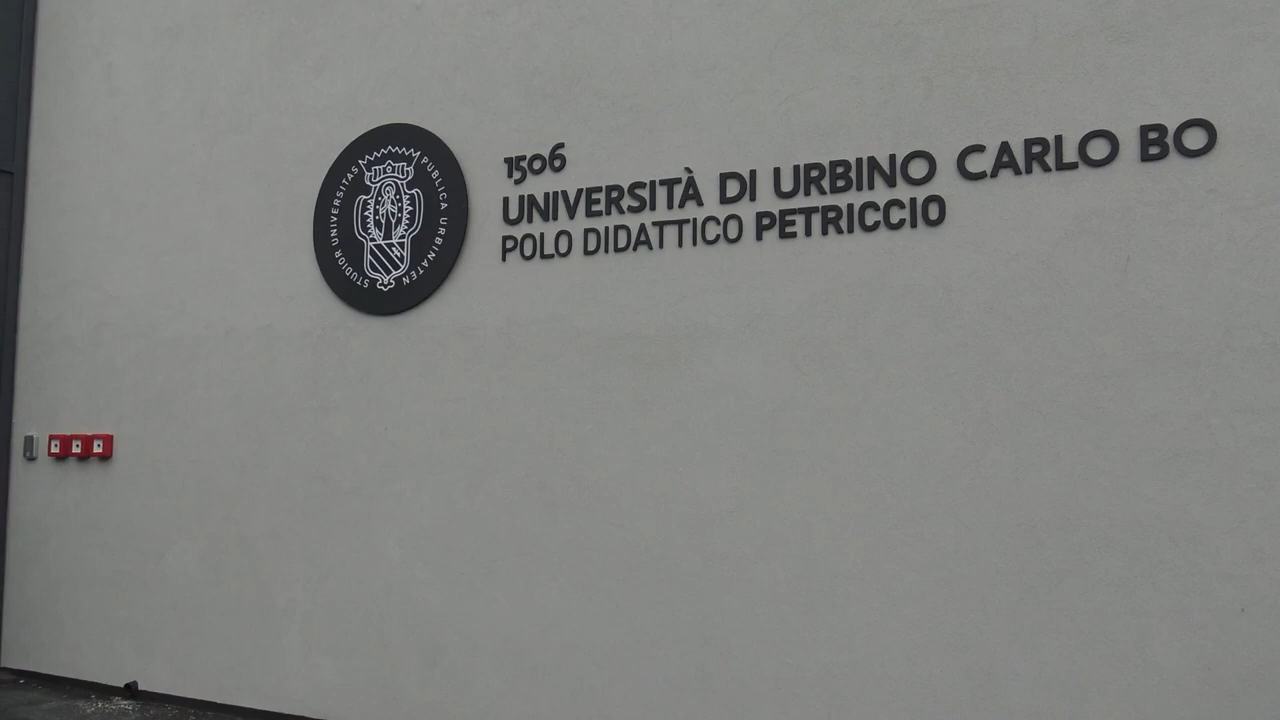 STUDIOR UNIVERSITAS PUBLICA URBINATEN
1506
UNIVERSITÀ DI URBINO CARLO BO
POLO DIDATTICO PETRICCIO